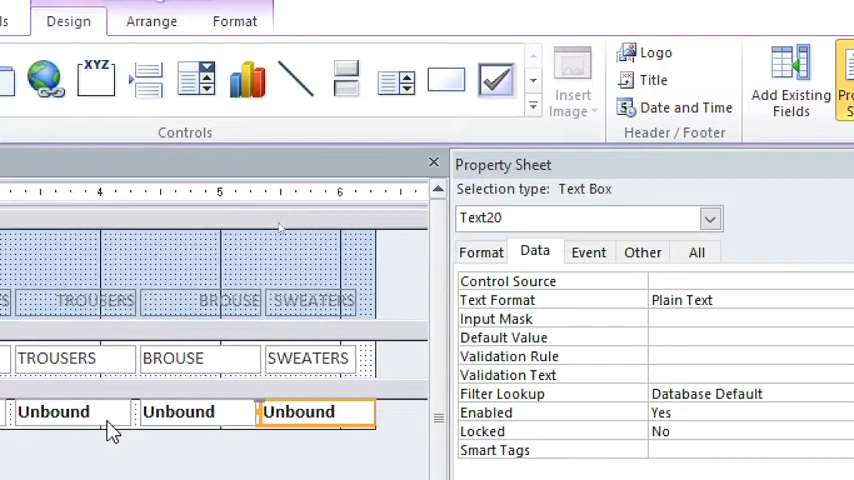 ls Design Arrange Format
XYZ
Insert
Image
Logo
Title
Date and Time
Add Existing
Fields
Pro
S
Controls
Header / Footer
Property Sheet
4 5 6
Selection type: Text Box
Text20
Format Data Event Other All
Control Source
Text Format Plain Text
Input Mask
Default Value
Validation Rule
Validation Text
Filter Lookup Database Default
Enabled Yes
Locked No
Smart Tags
S TROUSERS BROUSE SWEATERS
TROUSERS BROUSE SWEATERS
Unbound Unbound Unbound